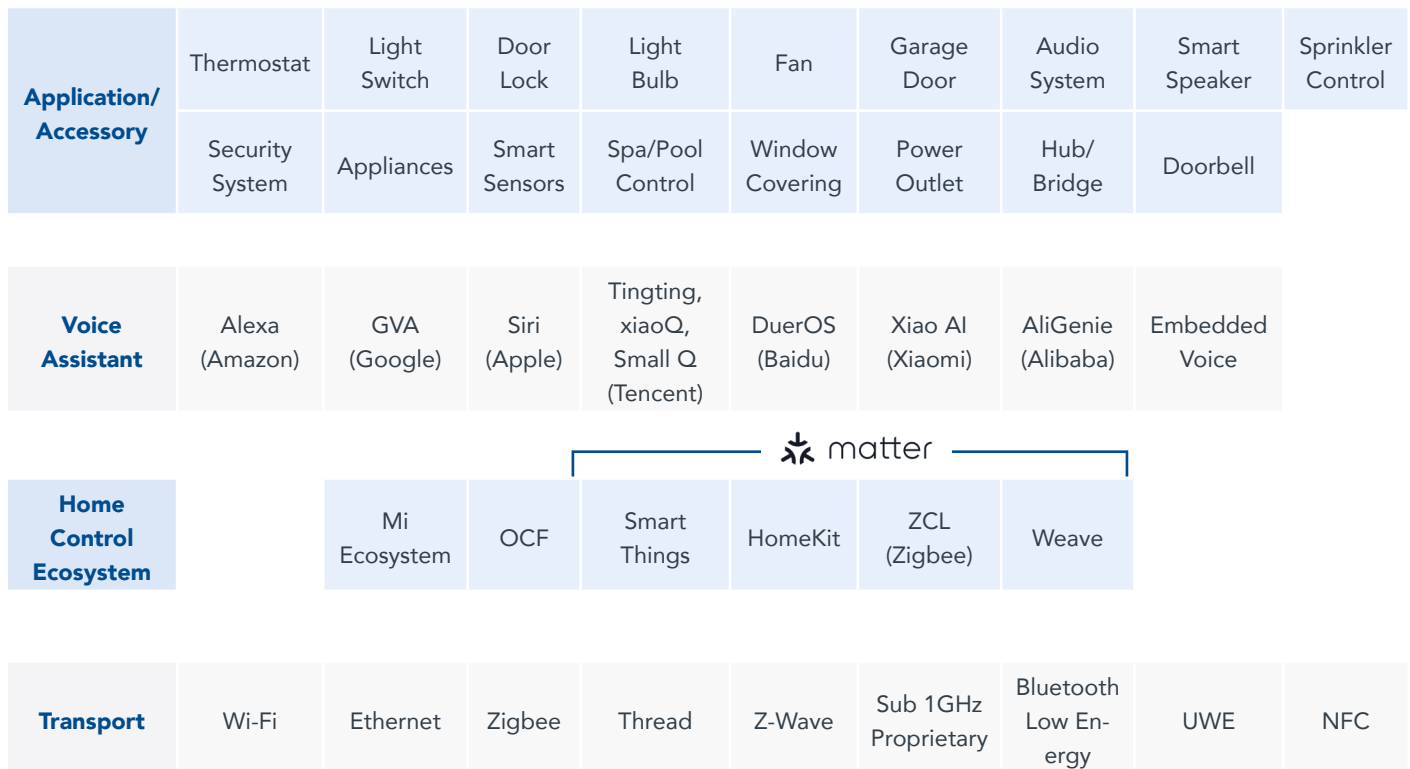 Application/
Accessory
Thermostat
Light
Switch
Door
Lock
Light
Bulb
Fan
Garage
Door
Audio
System
Smart
Speaker
Sprinkler
Control
Security
System
Appliances
Smart
Sensors
Spa/Pool
Control
Window
Covering
Power
Outlet
Hub/
Bridge
Doorbell
Voice
Assistant
Alexa
(Amazon)
GVA
(Google)
Siri
(Apple)
Tingting,
xiaoQ,
Small Q
(Tencent)
DuerOS
(Baidu)
Xiao AI
(Xiaomi)
AliGenie
(Alibaba)
Embedded
Voice
matter
Home
Control
Ecosystem
Mi
Ecosystem
OCF
Smart
Things
HomeKit
ZCL
(Zigbee)
Weave
Transport
Wi-Fi
Ethernet
Zigbee
Thread
Z-Wave
Sub 1GHz
Proprietary
Bluetooth
Low En-
ergy
UWE
NFC